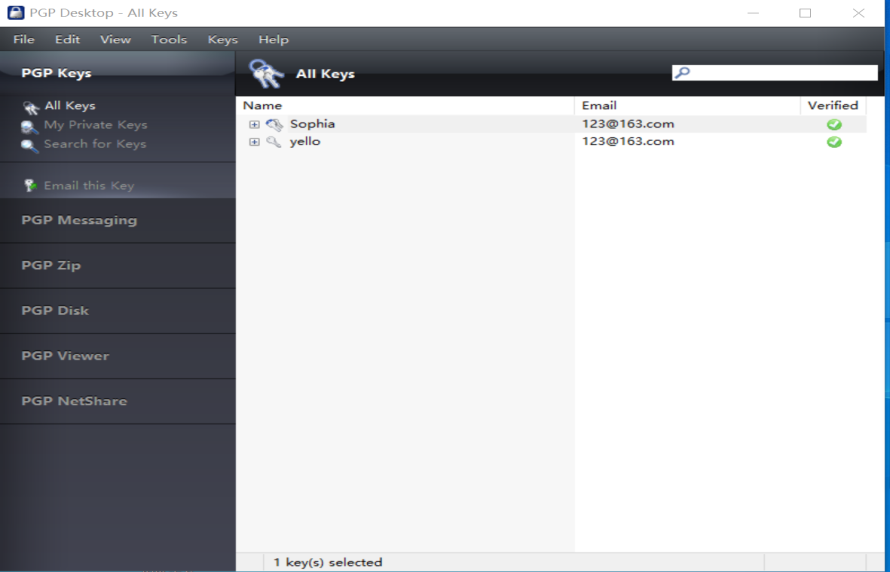 PGP Desktop - All Keys
File Edit View Tools Keys Help
PGP Keys
All Keys
My Private Keys
Search for Keys
Email this Key
PGP Messaging
PGP Zip
PGP Disk
PGP Viewer
PGP NetShare
All Keys
Name Email Verified
Sophia 123@163.com
yello 123@163.com
1 key(s) selected